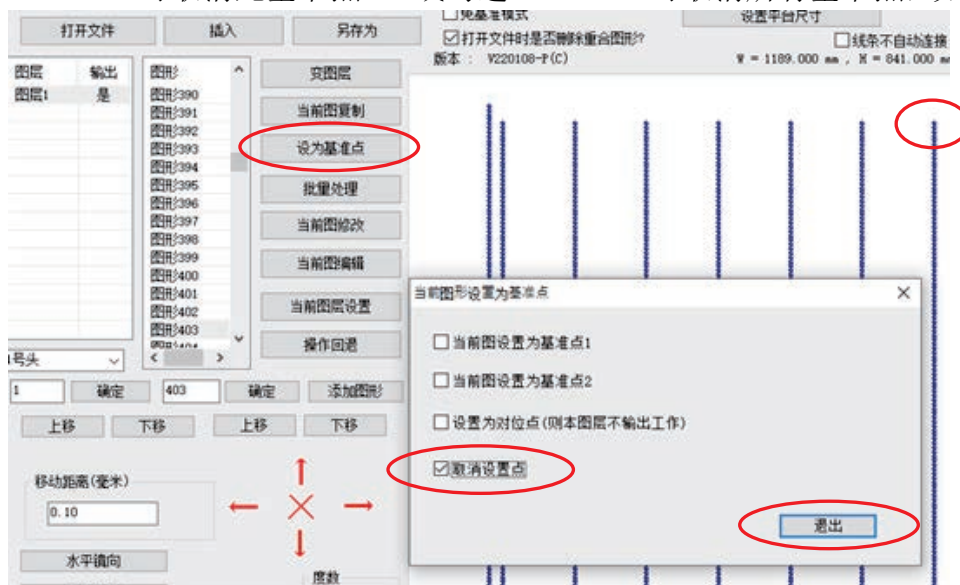 打开文件
插入
另存为
免基准模式
设置平台尺寸
打开文件时是否删除重合图形?
线条不自动连接
版本 : V220108-P(C)
W = 1189.000 mm , H = 841.000 mm
图层 输出
图层1 是
图形
图形390
图形391
图形392
图形393
图形394
图形395
图形396
图形397
图形398
图形399
图形400
图形401
图形402
图形403
变图层
当前图复制
设为基准点
批量处理
当前图修改
当前图编辑
当前图层设置
操作回退
1号头
1
确定
403
确定
添加图形
上移
下移
上移
下移
移动距离(毫米)
0.10
水平镜向
度数
当前图形设置为基准点
当前图设置为基准点1
当前图设置为基准点2
设置为对位点(则本图层不输出工作)
取消设置点
退出